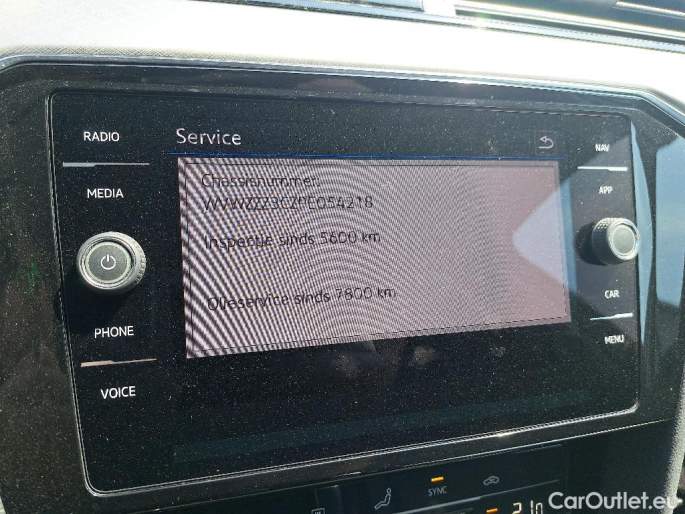 RADIO
Service
NAV
MEDIA
Chassisnummer:
APP
Inspectie sinds 5600 km
Olieservice sinds 7800 km
CAR
PHONE
MENU
VOICE
SYNC
CarOutlet.eu